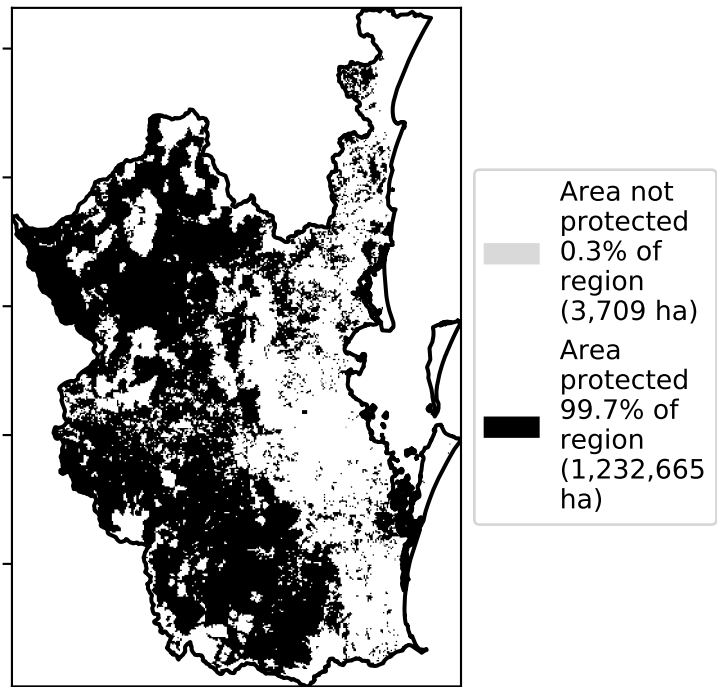 Area not
protected
0.3% of
region
(3,709 ha)
Area
protected
99.7% of
region
(1,232,665
ha)